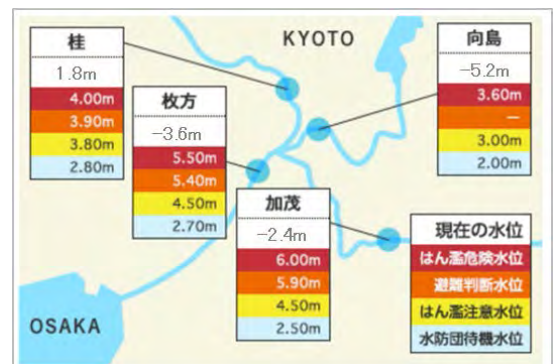 桂
1.8m
4.00m
3.90m
3.80m
2.80m
枚方
-3.6m
5.50m
5.40m
4.50m
2.70m
KYOTO
向島
-5.2m
3.60m
―
3.00m
2.00m
加茂
-2.4m
6.00m
5.90m
4.50m
2.50m
現在の水位
はん濫危険水位
避難判断水位
はん濫注意水位
水防団待機水位
OSAKA